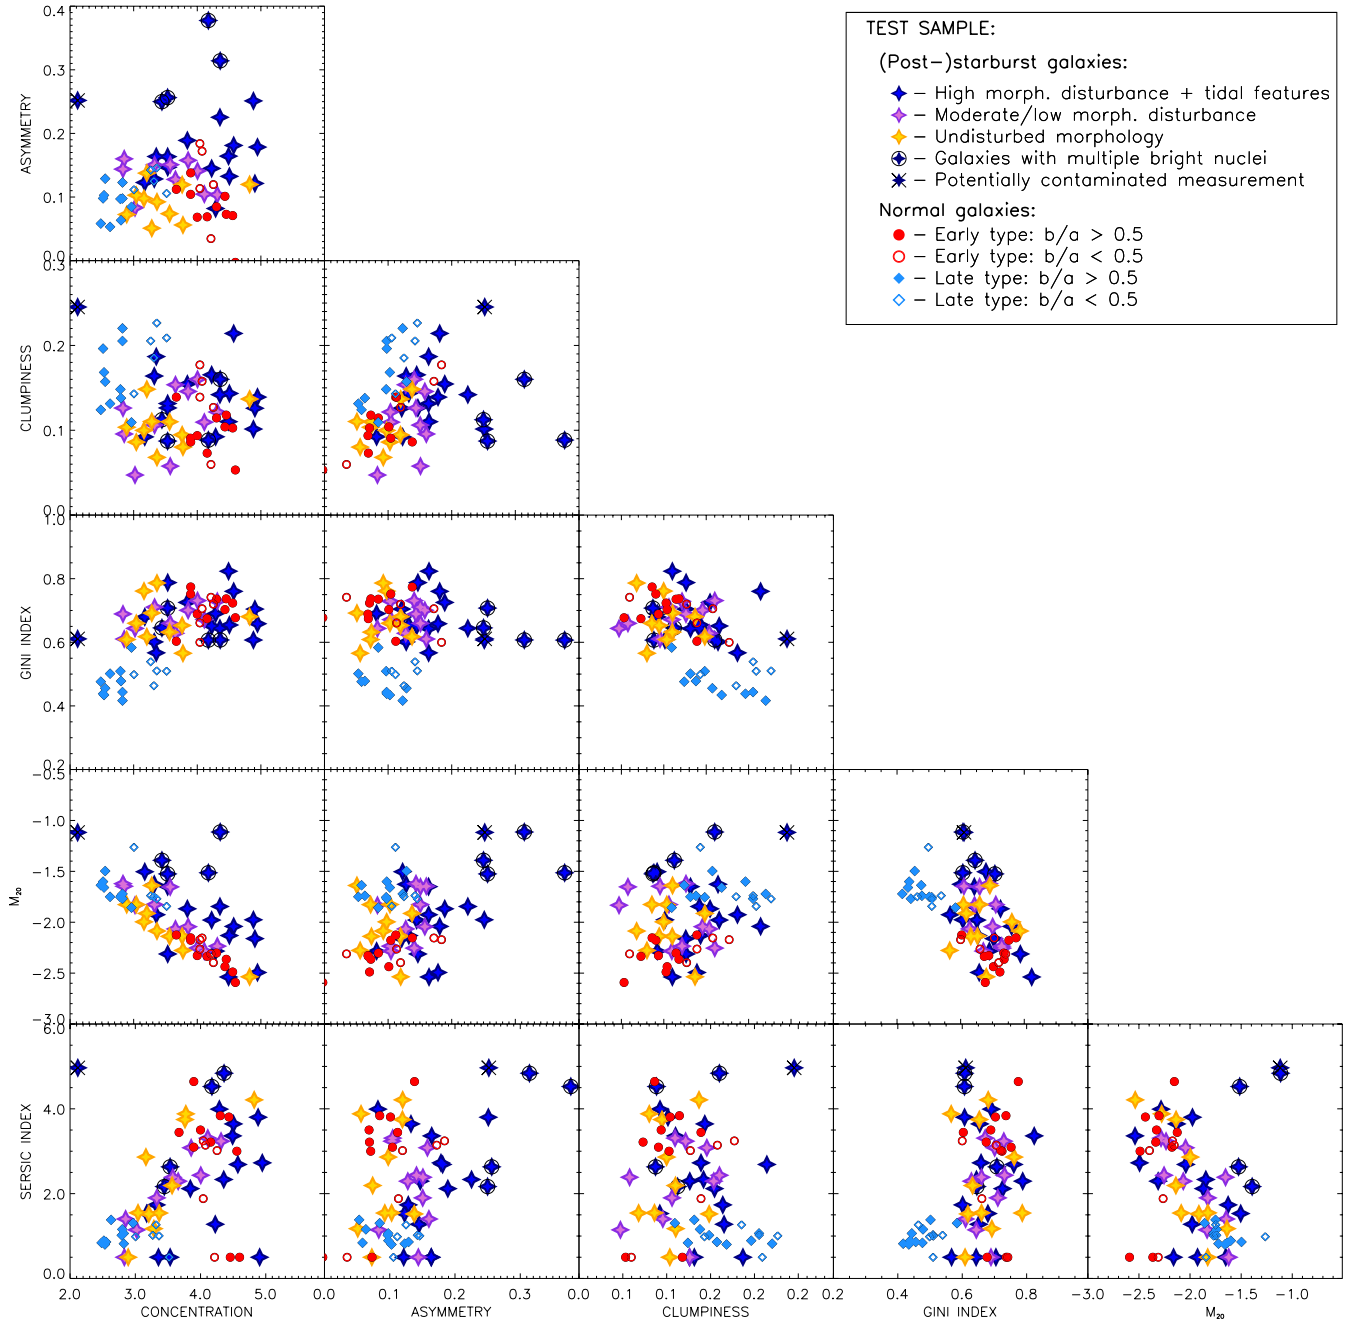 TEST SAMPLE:
(Post-)starburst galaxies:
– High morph. disturbance + tidal features
– Moderate/low morph. disturbance
– Undisturbed morphology
– Galaxies with multiple bright nuclei
– Potentially contaminated measurement
Normal galaxies:
– Early type: b/a > 0.5
– Early type: b/a < 0.5
– Late type: b/a > 0.5
– Late type: b/a < 0.5
0.4
0.3
0.2
0.1
0.0
ASYMMETRY
0.3
0.2
0.1
0.0
CLUMPINESS
1.0
0.8
0.6
0.4
0.2
GINI INDEX
−0.5
−1.0
−1.5
−2.0
−2.5
−3.0
M₂₀
6.0
4.0
2.0
0.0
SERSIC INDEX
2.0 3.0 4.0 5.0 0.0 0.1 0.2 0.3 0.0 0.1 0.1 0.2 0.2 0.2 0.4 0.6 0.8 −3.0 −2.5 −2.0 −1.5 −1.0
CONCENTRATION ASYMMETRY CLUMPINESS GINI INDEX M₂₀